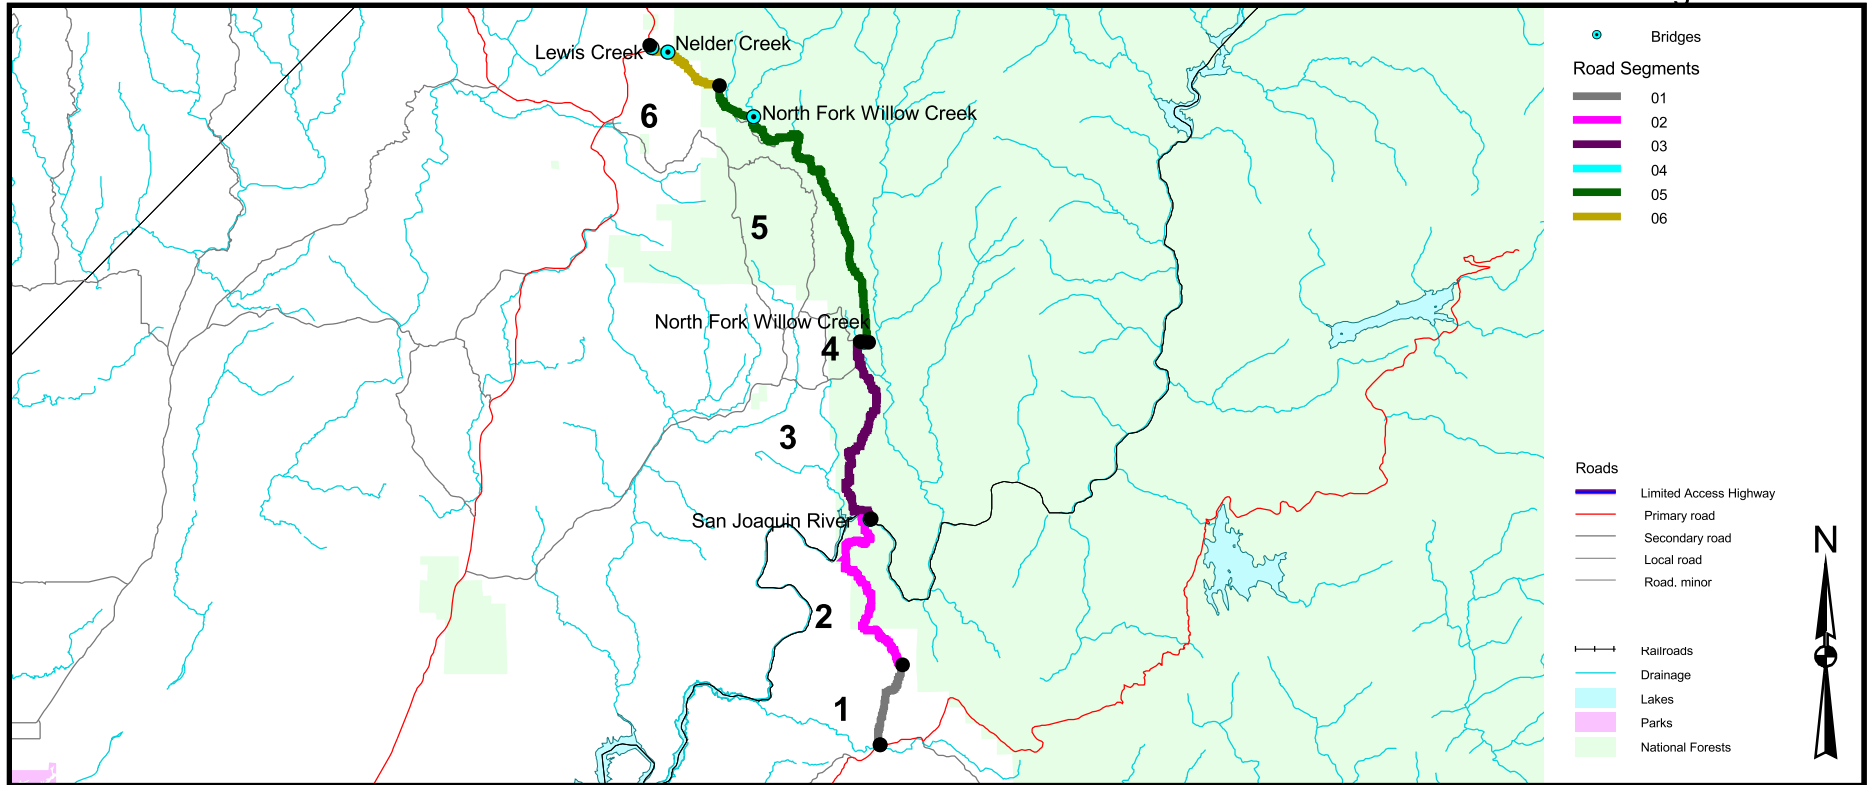 Lewis Creek
Nelder Creek
6
North Fork Willow Creek
5
North Fork Willow Creek
4
3
San Joaquin River
2
1
Bridges
Road Segments
01
02
03
04
05
06
Roads
Limited Access Highway
Primary road
Secondary road
Local road
Road, minor
Railroads
Drainage
Lakes
Parks
National Forests
N